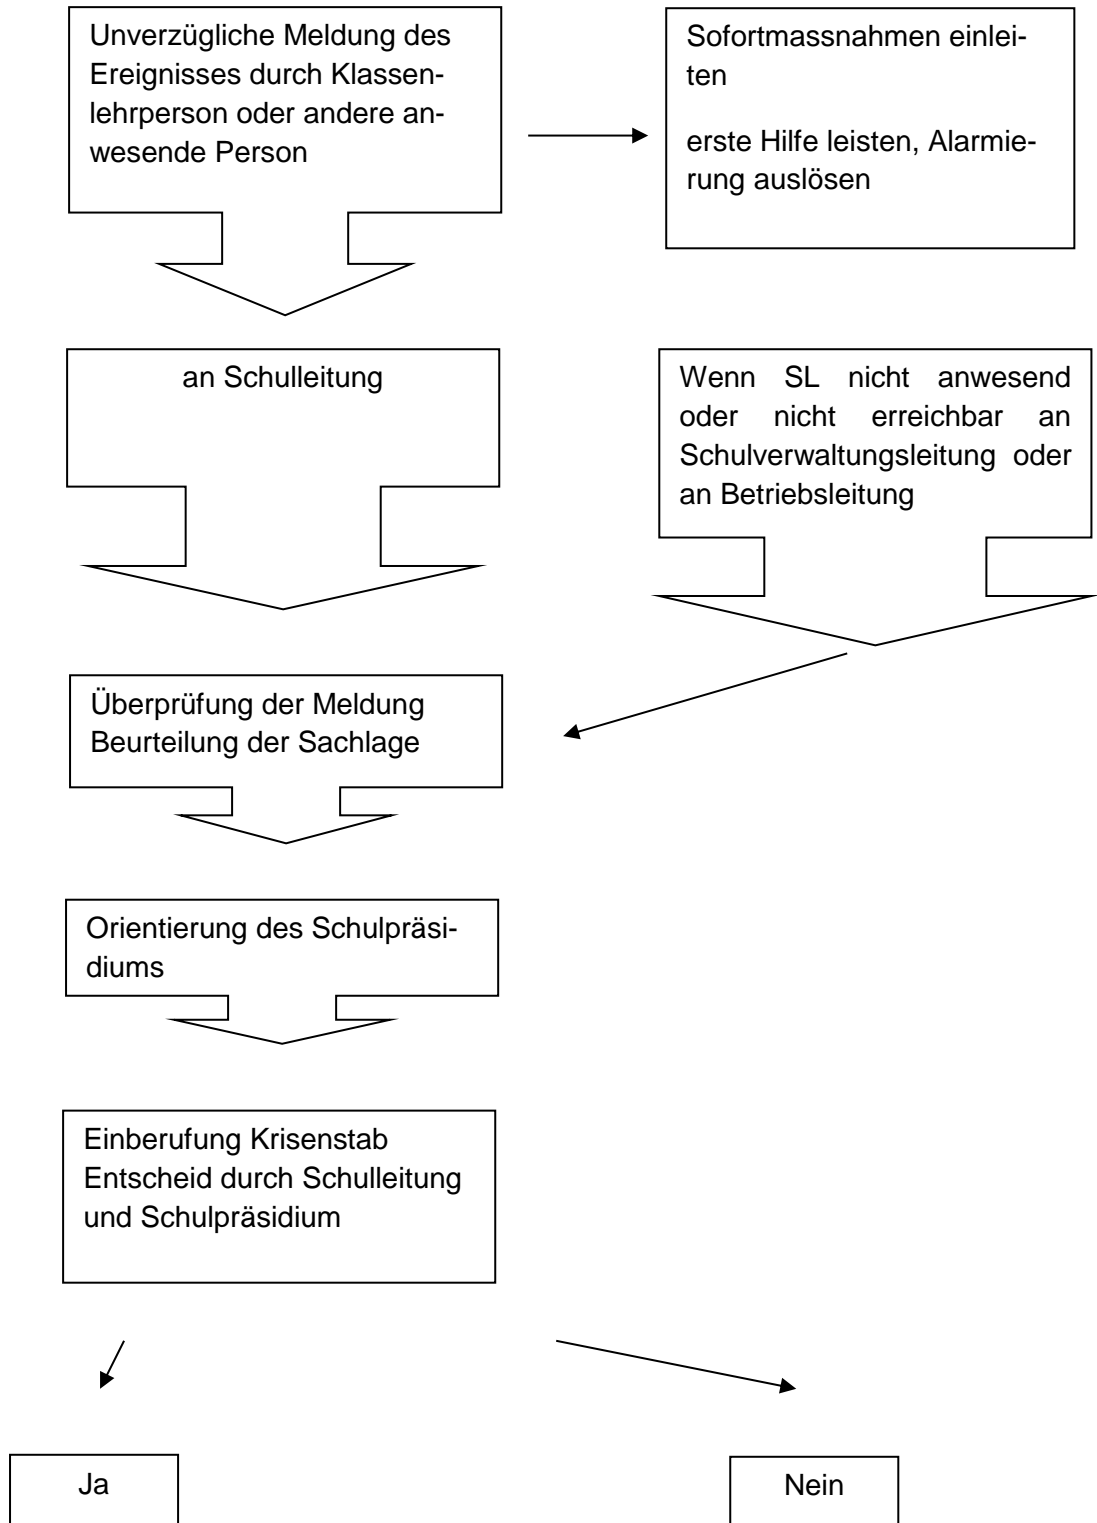 Unverzügliche Meldung des
Ereignisses durch Klassen-
lehrperson oder andere an-
wesende Person
Sofortmassnahmen einlei-
ten
erste Hilfe leisten, Alarmie-
rung auslösen
an Schulleitung
Wenn SL nicht anwesend
oder nicht erreichbar an
Schulverwaltungsleitung oder
an Betriebsleitung
Überprüfung der Meldung
Beurteilung der Sachlage
Orientierung des Schulpräsi-
diums
Einberufung Krisenstab
Entscheid durch Schulleitung
und Schulpräsidium
Ja
Nein